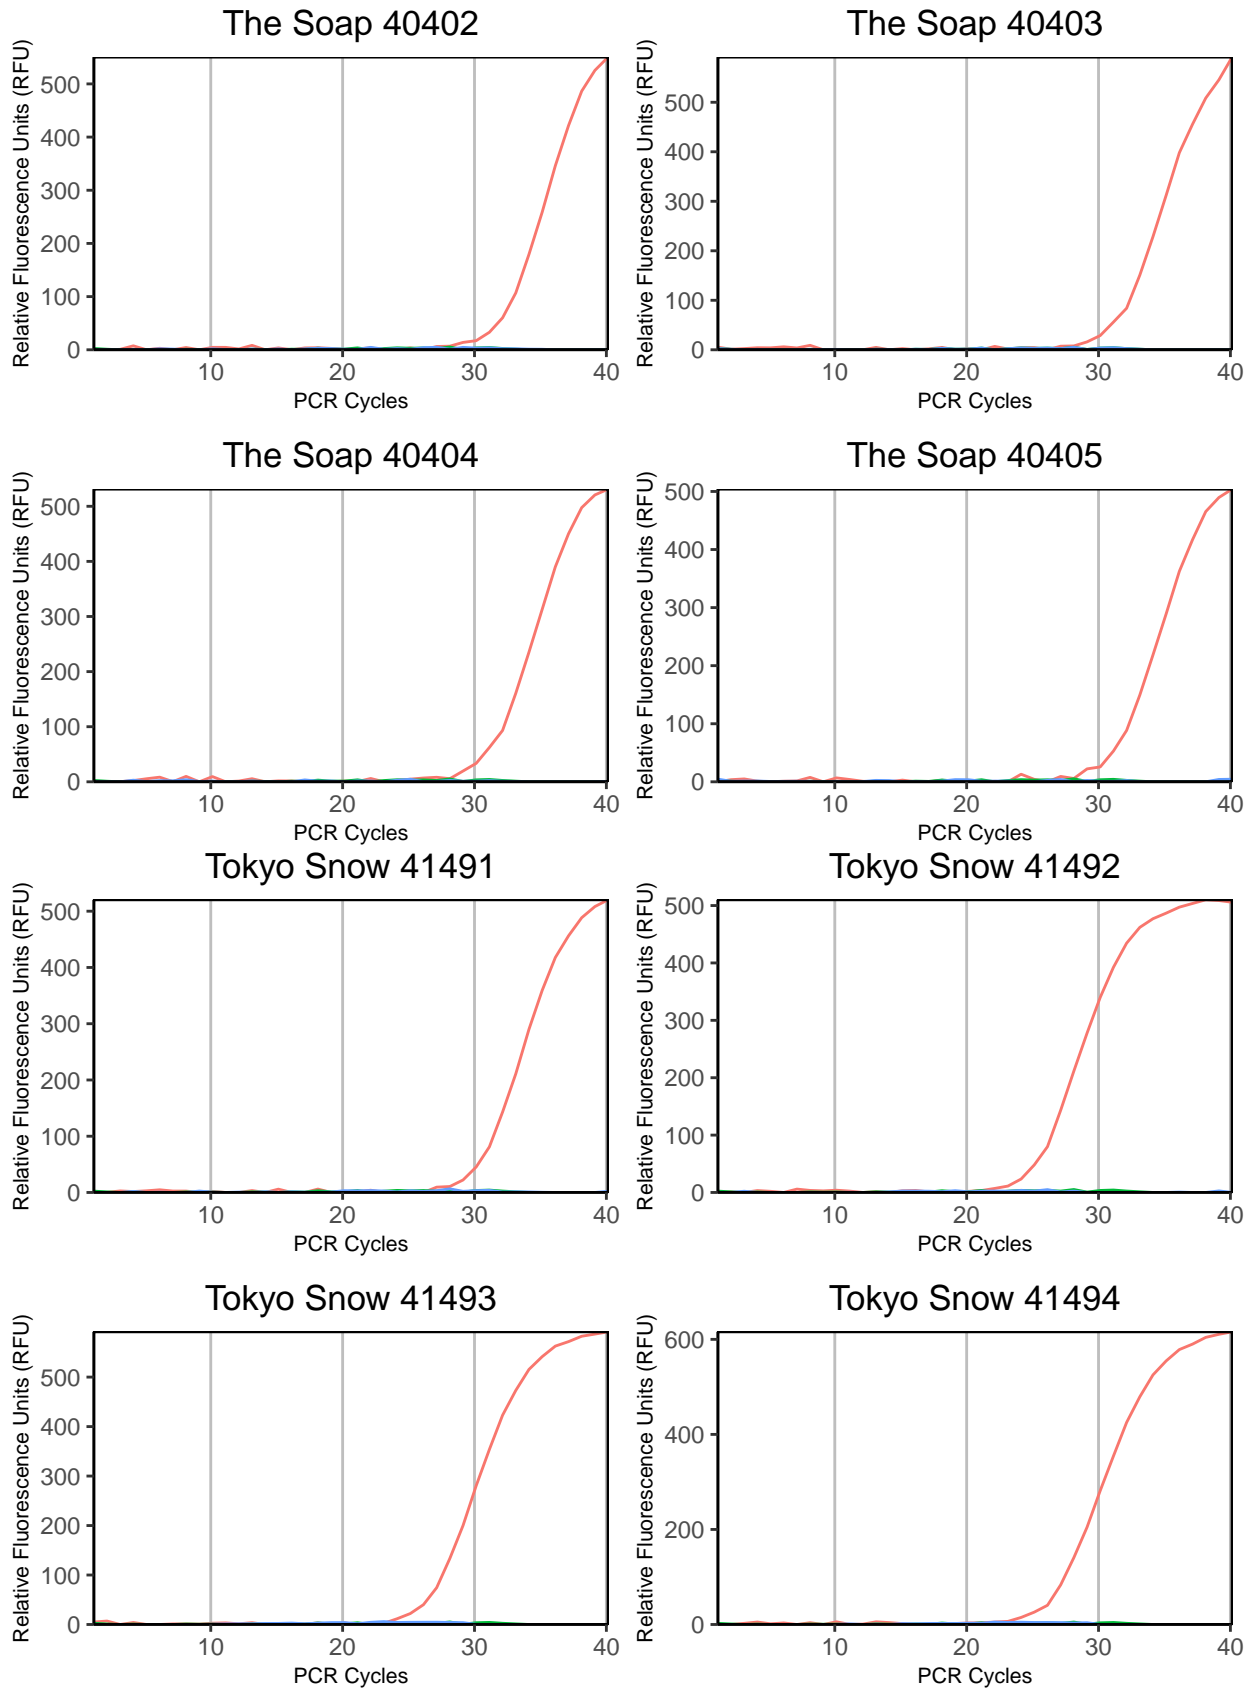 The Soap 40402
Relative Fluorescence Units (RFU)
500
400
300
200
100
0
10 20 30 40
PCR Cycles
The Soap 40403
Relative Fluorescence Units (RFU)
500
400
300
200
100
0
10 20 30 40
PCR Cycles
The Soap 40404
Relative Fluorescence Units (RFU)
500
400
300
200
100
0
10 20 30 40
PCR Cycles
The Soap 40405
Relative Fluorescence Units (RFU)
500
400
300
200
100
0
10 20 30 40
PCR Cycles
Tokyo Snow 41491
Relative Fluorescence Units (RFU)
500
400
300
200
100
0
10 20 30 40
PCR Cycles
Tokyo Snow 41492
Relative Fluorescence Units (RFU)
500
400
300
200
100
0
10 20 30 40
PCR Cycles
Tokyo Snow 41493
Relative Fluorescence Units (RFU)
500
400
300
200
100
0
10 20 30 40
PCR Cycles
Tokyo Snow 41494
Relative Fluorescence Units (RFU)
600
400
200
0
10 20 30 40
PCR Cycles